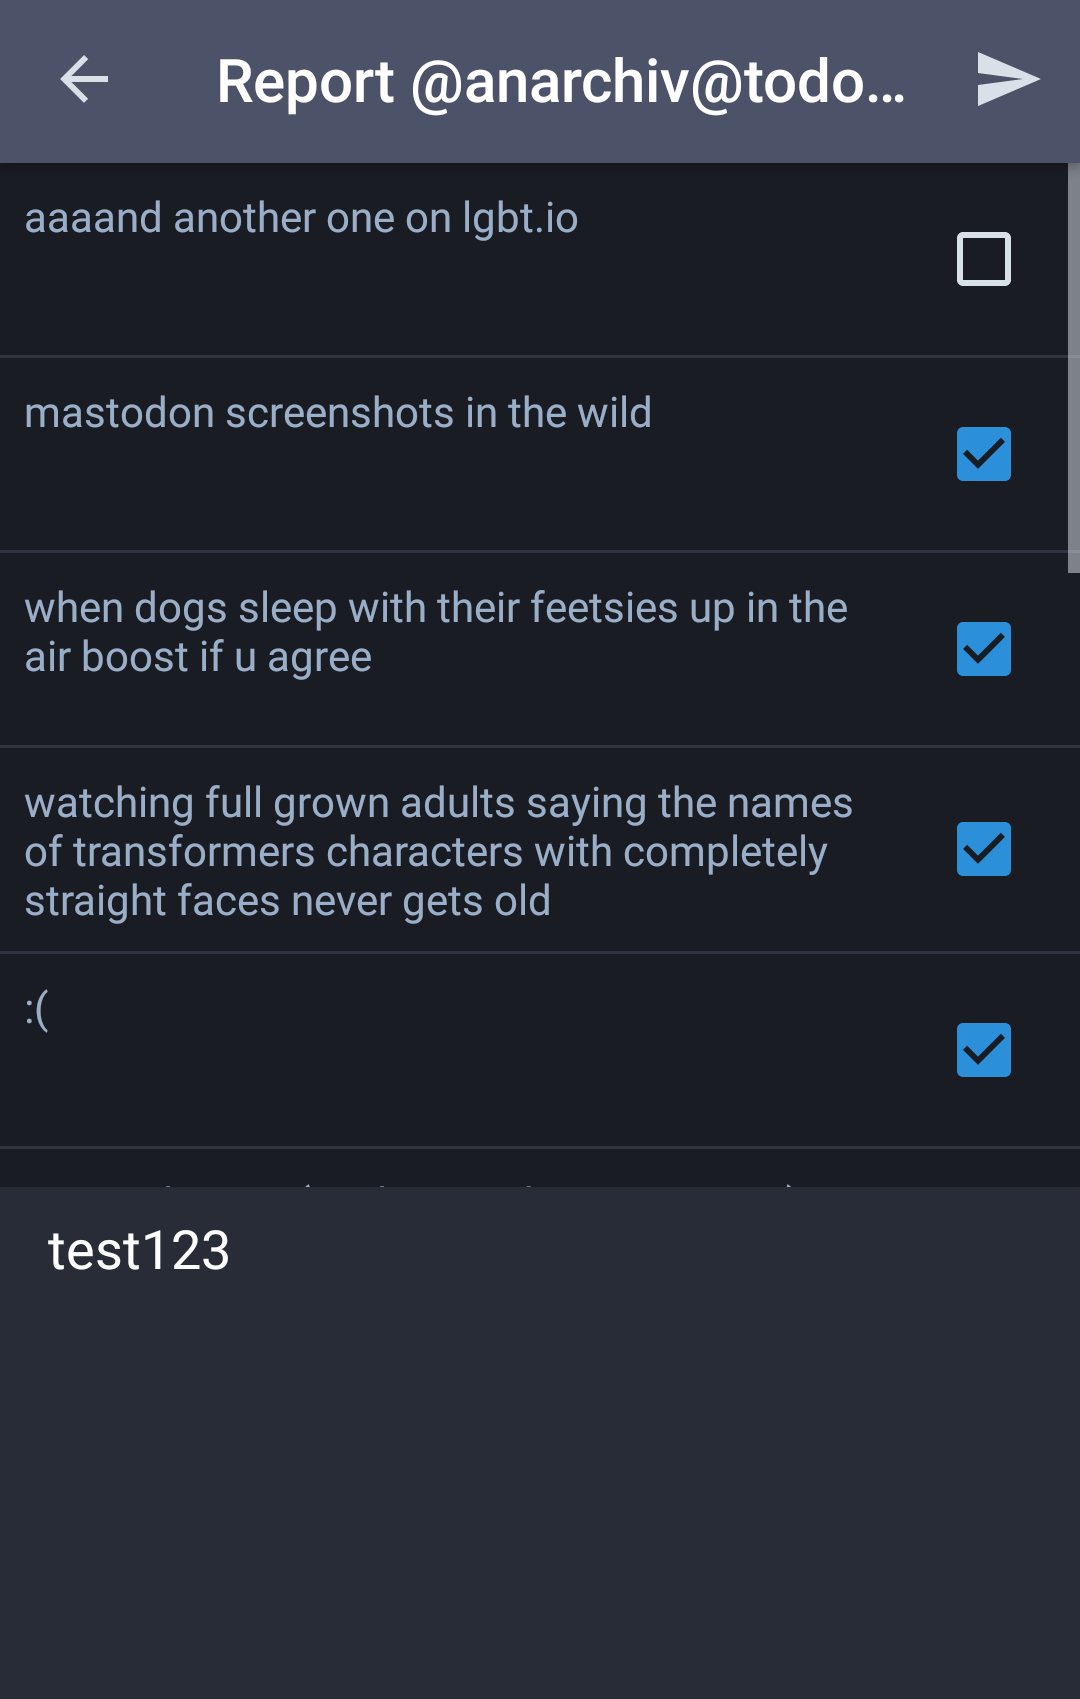 Report @anarchiv@todo...
aaaand another one on lgbt.io
mastodon screenshots in the wild
when dogs sleep with their feetsies up in the
air boost if u agree
watching full grown adults saying the names
of transformers characters with completely
straight faces never gets old
:(
test123